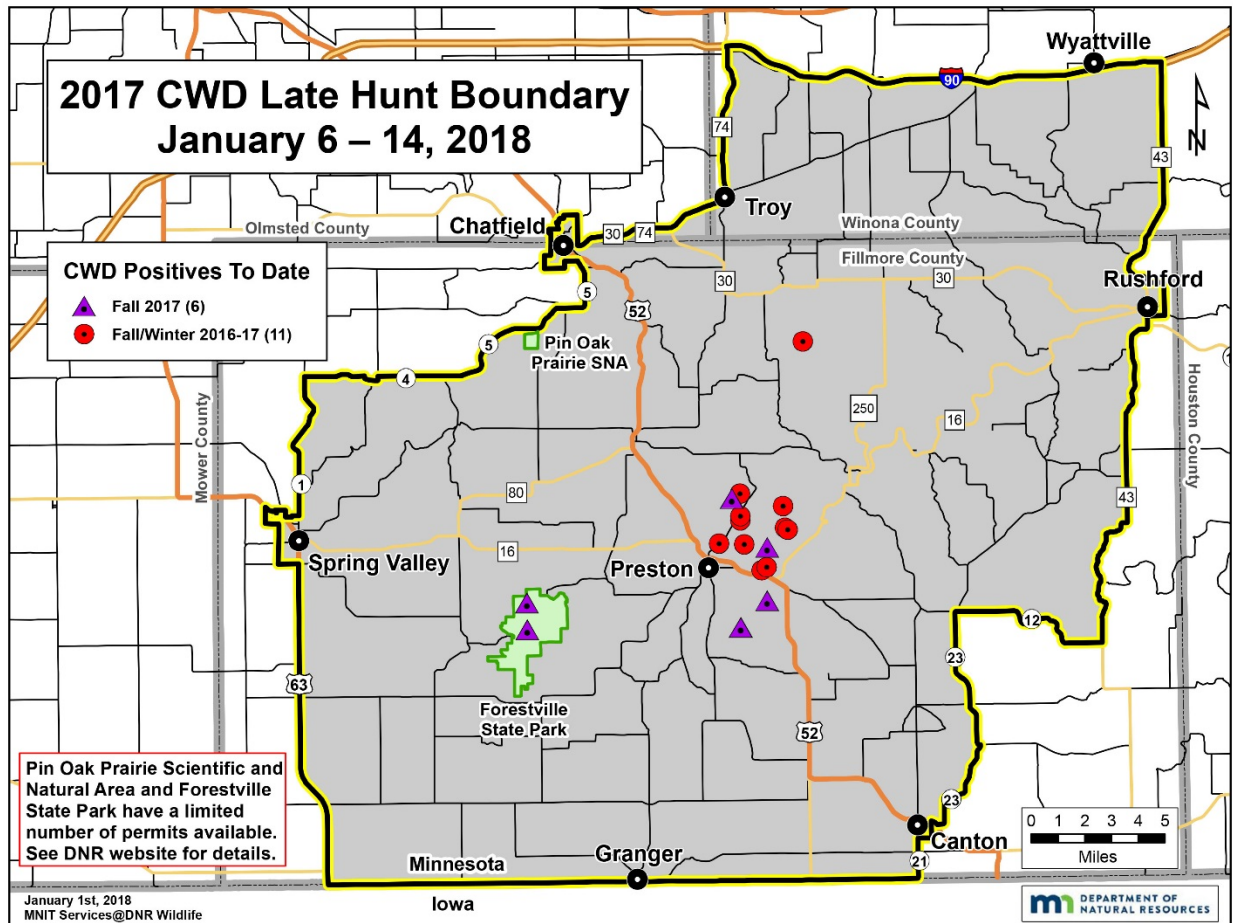 2017 CWD Late Hunt Boundary
January 6 – 14, 2018
Wyattville
90
N
74
43
Troy
Chatfield
Olmsted County
30
74
Winona County
Fillmore County
CWD Positives To Date
Fall 2017 (6)
Fall/Winter 2016-17 (11)
5
52
30
30
Rushford
5
Pin Oak
Prairie SNA
4
Mower County
Houston County
250
16
1
80
43
16
Spring Valley
Preston
12
23
63
Forestville
State Park
52
Pin Oak Prairie Scientific and
Natural Area and Forestville
State Park have a limited
number of permits available.
See DNR website for details.
23
0 1 2 3 4 5
Miles
Canton
21
Granger
Minnesota
Iowa
January 1st, 2018
MNIT Services@DNR Wildlife
mn DEPARTMENT OF
NATURAL RESOURCES